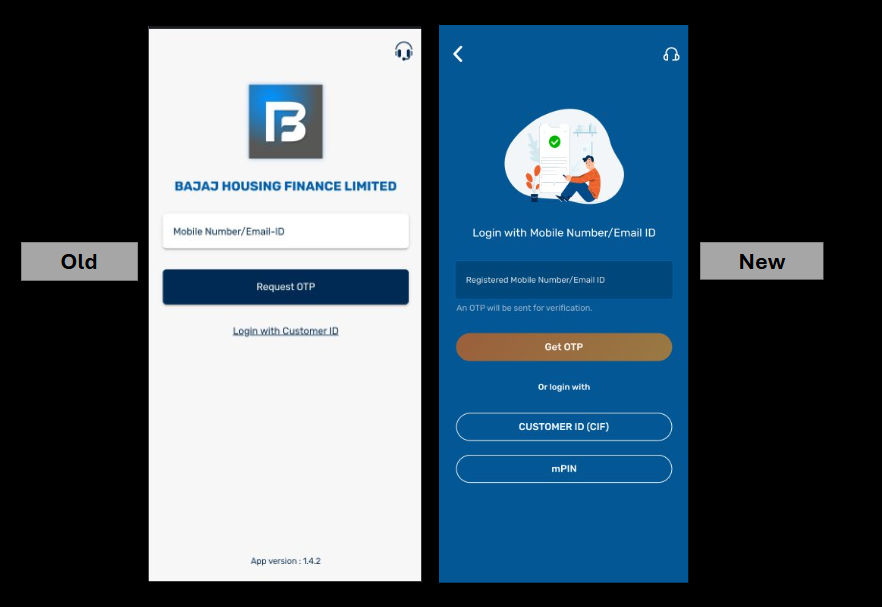 Old
BAJAJ HOUSING FINANCE LIMITED
Mobile Number/Email-ID
Request OTP
Login with Customer ID
App version : 1.4.2
Login with Mobile Number/Email ID
Registered Mobile Number/Email ID
An OTP will be sent for verification.
Get OTP
Or login with
CUSTOMER ID (CIF)
mPIN
New